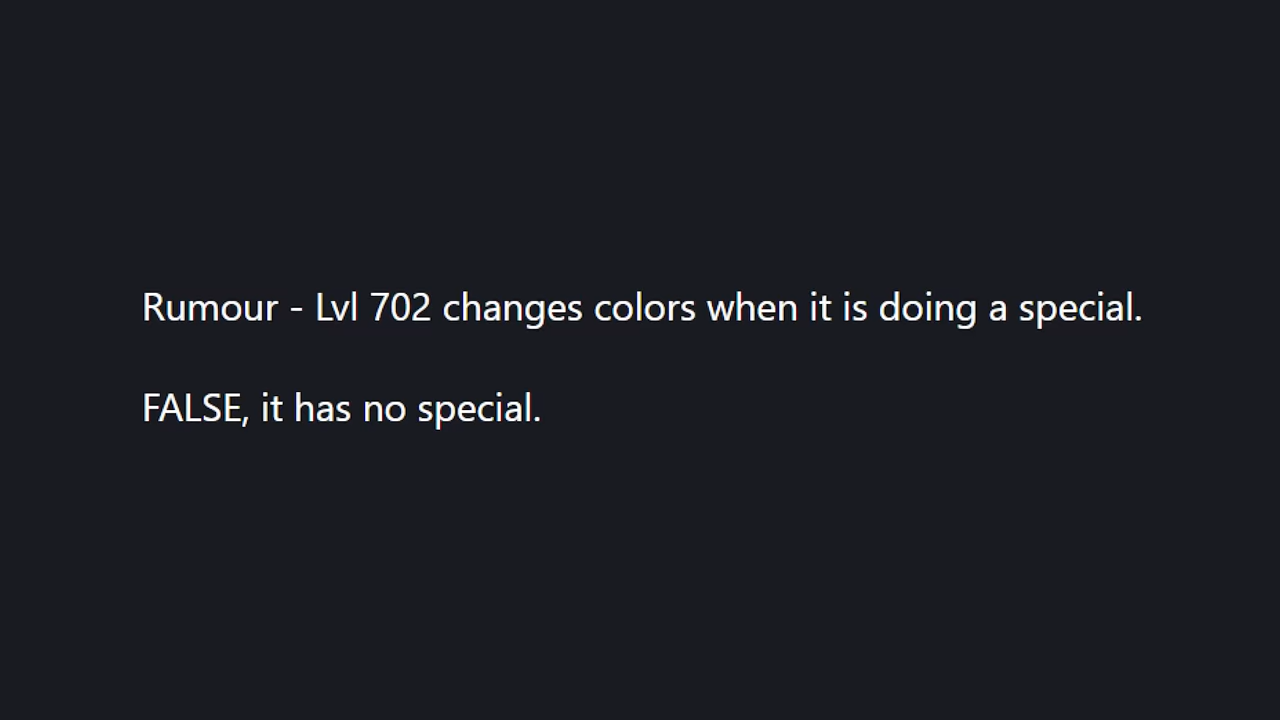 Rumour - Lvl 702 changes colors when it is doing a special.
FALSE, it has no special.